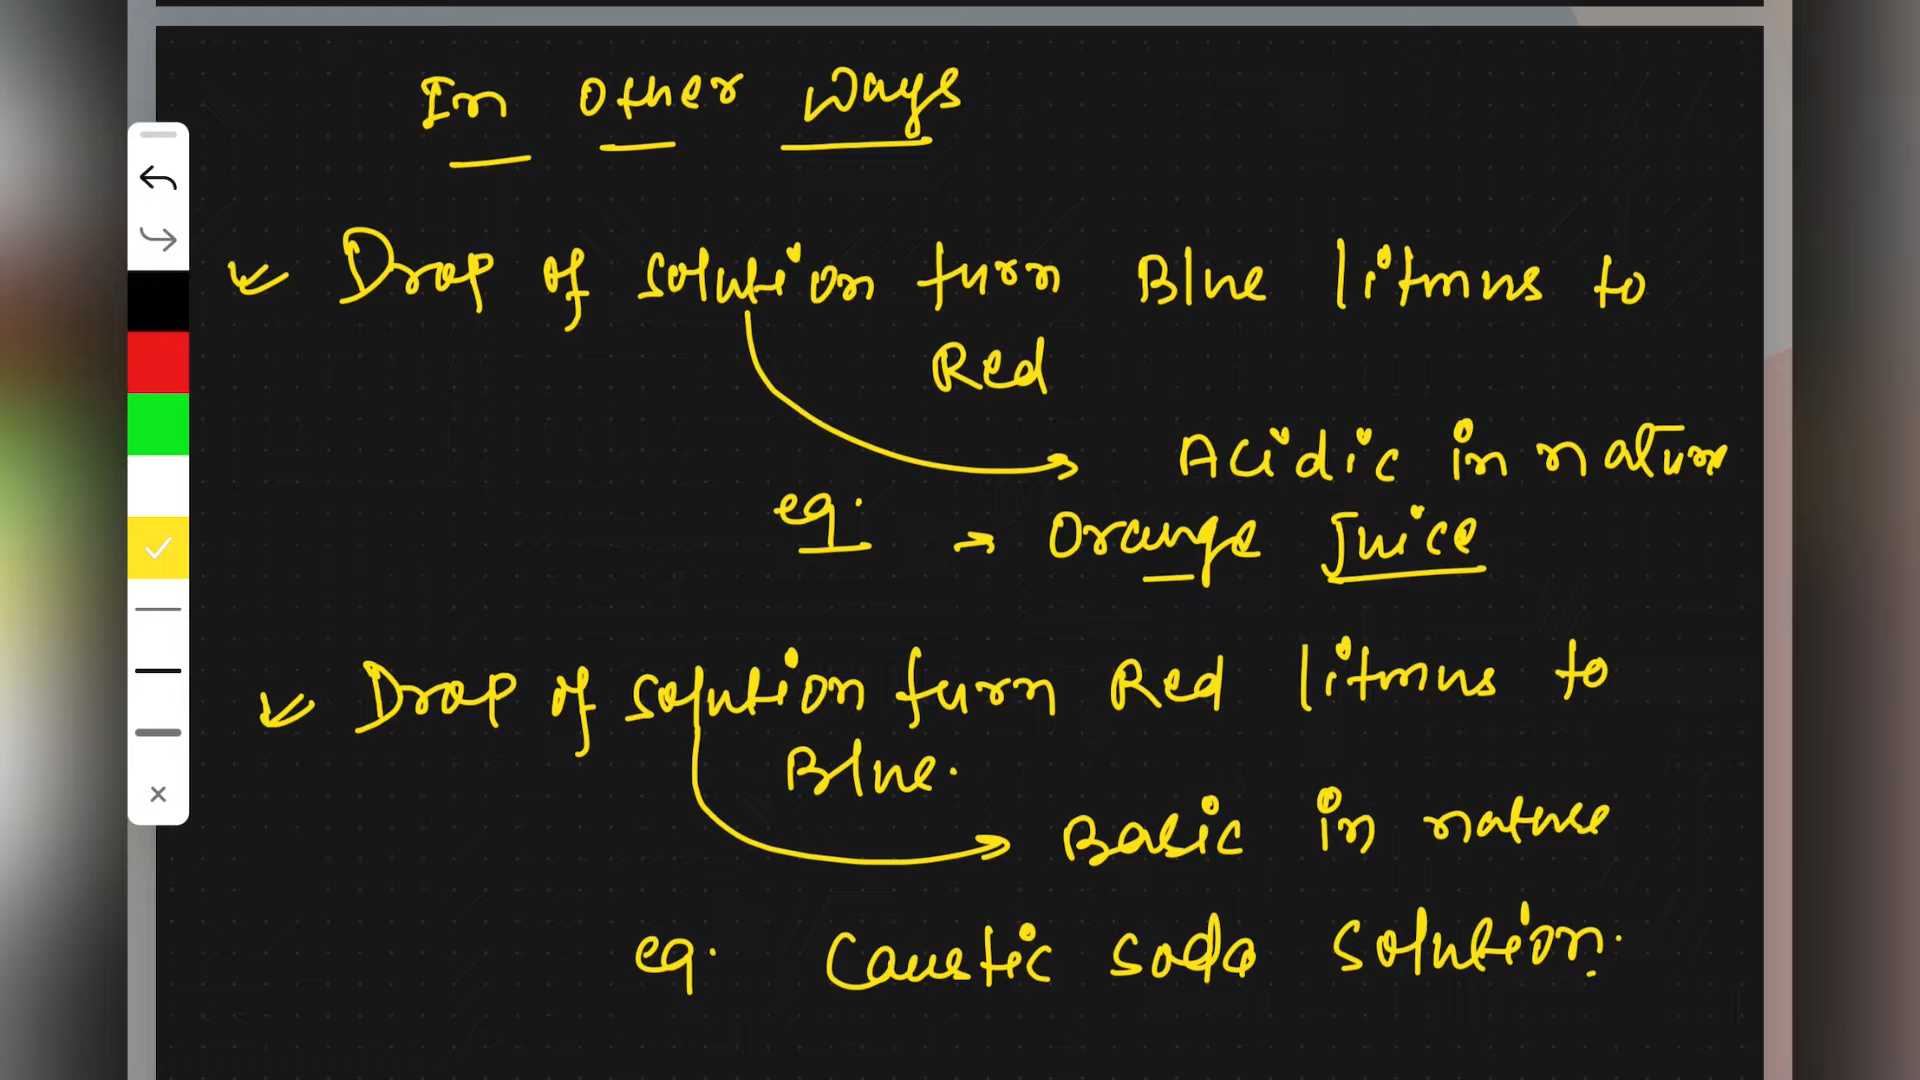 In other ways
Drop of solution turn Blue litmus to
Red
Acidic in nature
eg. → Orange Juice
Drop of solution turn Red litmus to
Blue.
Basic in nature
eg. Caustic soda solution.